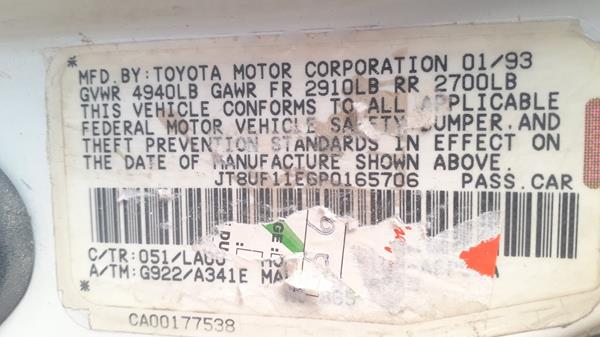 MFD.BY:TOYOTA MOTOR CORPORATION 01/93
GVWR 4940LB GAWR FR 2910LB RR 2700LB
THIS VEHICLE CONFORMS TO ALL APPLICABLE
FEDERAL MOTOR VEHICLE SAFETY BUMPER,AND
THEFT PREVENTION STANDARDS IN EFFECT ON
THE DATE OF MANUFACTURE SHOWN ABOVE.
JT8UF11E6P0165706 PASS.CAR
C/TR:051/LA00
A/TM:G922/A341E
CA00177538